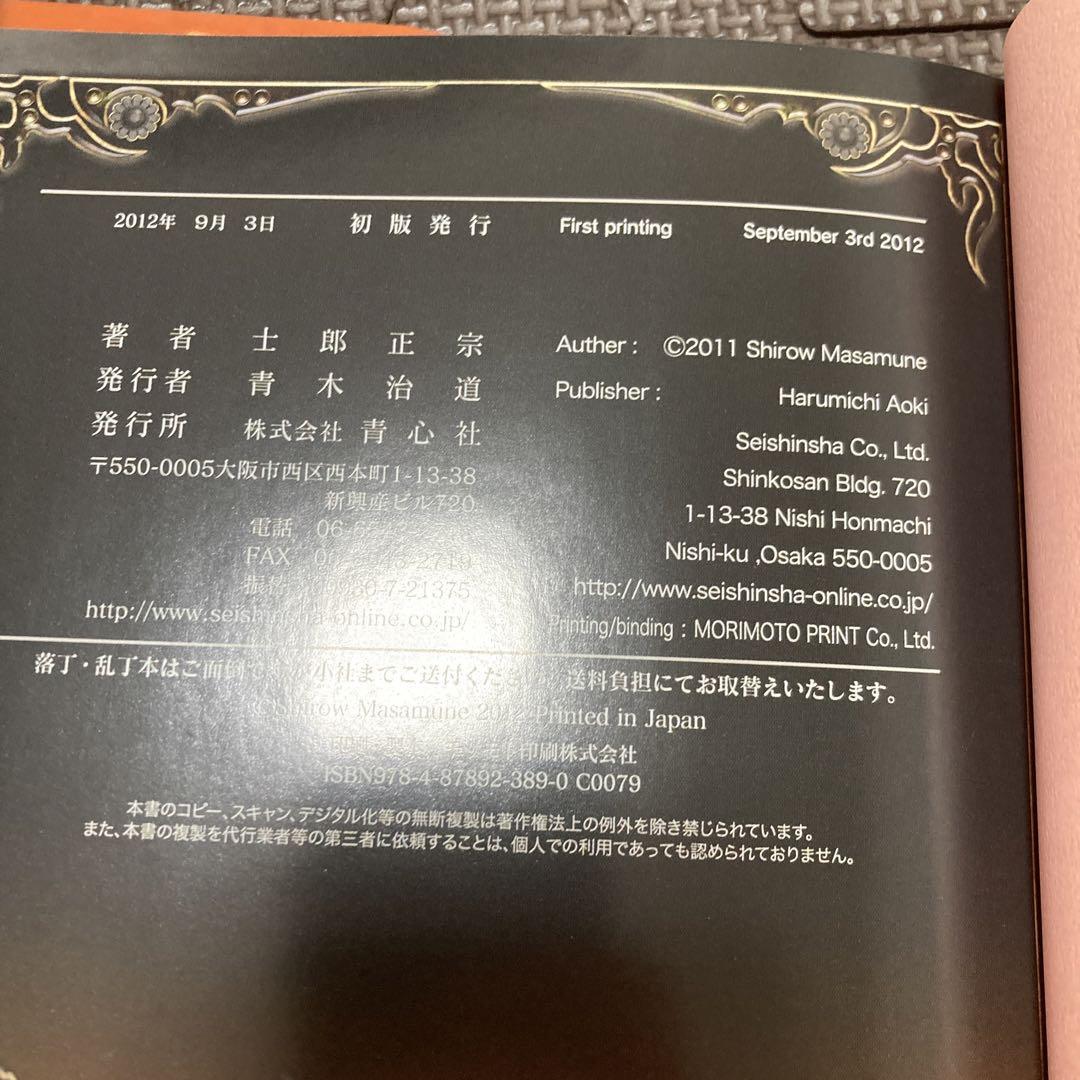 2012年 9月 3日 初版発行 First printing September 3rd 2012
著者 士郎正宗
発行者 青木治道
発行所 株式会社 青心社
〒550-0005大阪市西区西本町1-13-38
新興産ビル720
電話 06-
FAX
振替 7-21375
http://www.seishinsha-online.co.jp/
Auther : ©2011 Shirow Masamune
Publisher : Harumichi Aoki
Seishinsha Co., Ltd.
Shinkosan Bldg. 720
1-13-38 Nishi Honmachi
Nishi-ku ,Osaka 550-0005
http://www.seishinsha-online.co.jp/
Printing/binding : MORIMOTO PRINT Co., Ltd.
落丁・乱丁本はご面倒で 小社までご送付くだ 送料負担にてお取替えいたします。
©Shirow Masamune 2012 Printed in Japan
印刷株式会社
ISBN978-4-87892-389-0 C0079
本書のコピー、スキャン、デジタル化等の無断複製は著作権法上の例外を除き禁じられています。
また、本書の複製を代行業者等の第三者に依頼することは、個人での利用であっても認められておりません。